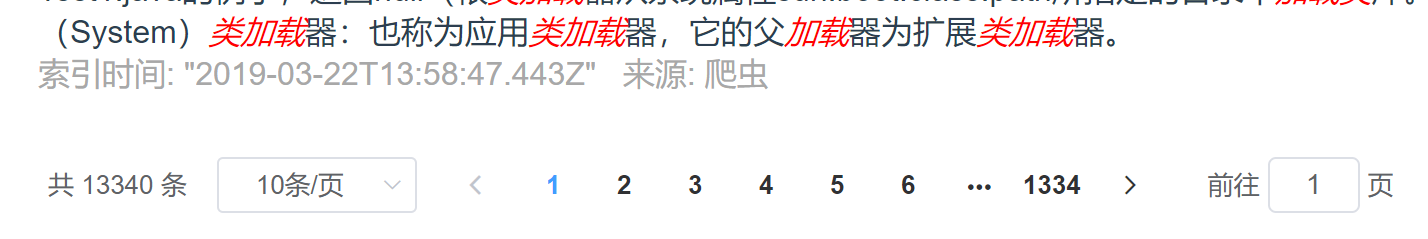 （System）类加载器：也称为应用类加载器，它的父加载器为扩展类加载器。
索引时间: "2019-03-22T13:58:47.443Z" 来源: 爬虫
共 13340 条 10条/页 1 2 3 4 5 6 ••• 1334 前往 1 页